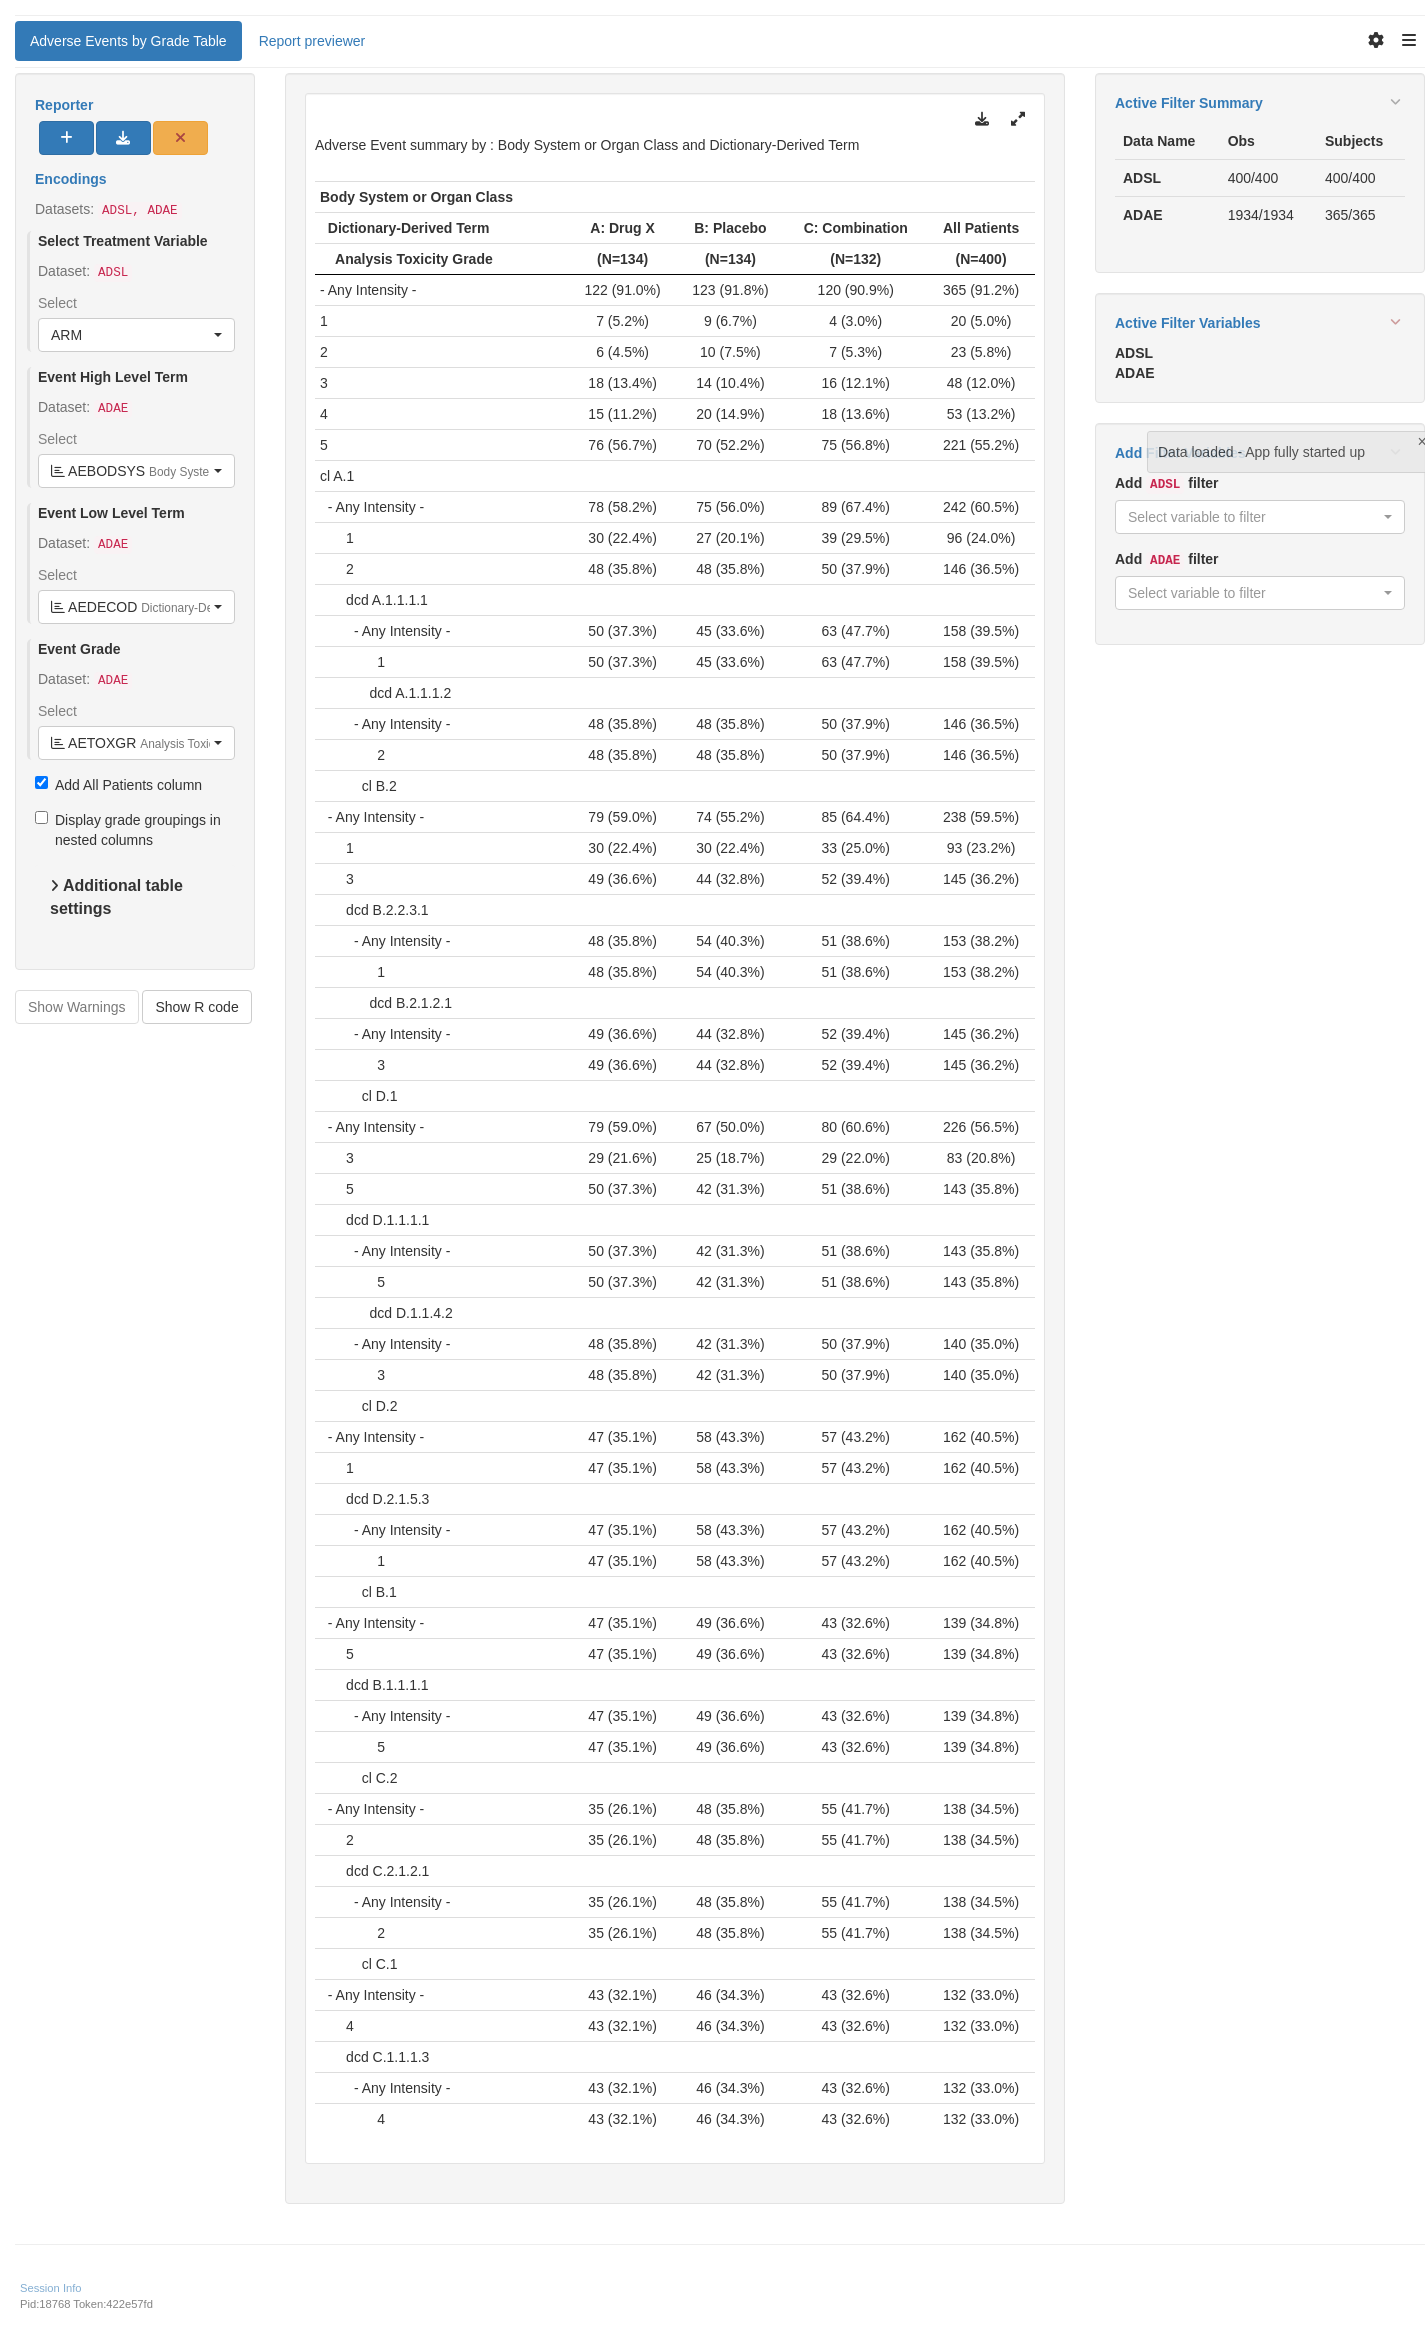 Adverse Events by Grade Table
Report previewer
Reporter
Encodings
Datasets: ADSL, ADAE
Select Treatment Variable
Dataset: ADSL
Select
ARM
Event High Level Term
Dataset: ADAE
Select
AEBODSYS Body Syste
Event Low Level Term
Dataset: ADAE
Select
AEDECOD Dictionary-De
Event Grade
Dataset: ADAE
Select
AETOXGR Analysis Toxi
Add All Patients column
Display grade groupings in
nested columns
Additional table
settings
Show Warnings
Show R code
Adverse Event summary by : Body System or Organ Class and Dictionary-Derived Term
Body System or Organ Class
Dictionary-Derived Term A: Drug X B: Placebo C: Combination All Patients
Analysis Toxicity Grade (N=134) (N=134) (N=132) (N=400)
- Any Intensity - 122 (91.0%) 123 (91.8%) 120 (90.9%) 365 (91.2%)
1 7 (5.2%) 9 (6.7%) 4 (3.0%) 20 (5.0%)
2 6 (4.5%) 10 (7.5%) 7 (5.3%) 23 (5.8%)
3 18 (13.4%) 14 (10.4%) 16 (12.1%) 48 (12.0%)
4 15 (11.2%) 20 (14.9%) 18 (13.6%) 53 (13.2%)
5 76 (56.7%) 70 (52.2%) 75 (56.8%) 221 (55.2%)
cl A.1
- Any Intensity - 78 (58.2%) 75 (56.0%) 89 (67.4%) 242 (60.5%)
1 30 (22.4%) 27 (20.1%) 39 (29.5%) 96 (24.0%)
2 48 (35.8%) 48 (35.8%) 50 (37.9%) 146 (36.5%)
dcd A.1.1.1.1
- Any Intensity - 50 (37.3%) 45 (33.6%) 63 (47.7%) 158 (39.5%)
1 50 (37.3%) 45 (33.6%) 63 (47.7%) 158 (39.5%)
dcd A.1.1.1.2
- Any Intensity - 48 (35.8%) 48 (35.8%) 50 (37.9%) 146 (36.5%)
2 48 (35.8%) 48 (35.8%) 50 (37.9%) 146 (36.5%)
cl B.2
- Any Intensity - 79 (59.0%) 74 (55.2%) 85 (64.4%) 238 (59.5%)
1 30 (22.4%) 30 (22.4%) 33 (25.0%) 93 (23.2%)
3 49 (36.6%) 44 (32.8%) 52 (39.4%) 145 (36.2%)
dcd B.2.2.3.1
- Any Intensity - 48 (35.8%) 54 (40.3%) 51 (38.6%) 153 (38.2%)
1 48 (35.8%) 54 (40.3%) 51 (38.6%) 153 (38.2%)
dcd B.2.1.2.1
- Any Intensity - 49 (36.6%) 44 (32.8%) 52 (39.4%) 145 (36.2%)
3 49 (36.6%) 44 (32.8%) 52 (39.4%) 145 (36.2%)
cl D.1
- Any Intensity - 79 (59.0%) 67 (50.0%) 80 (60.6%) 226 (56.5%)
3 29 (21.6%) 25 (18.7%) 29 (22.0%) 83 (20.8%)
5 50 (37.3%) 42 (31.3%) 51 (38.6%) 143 (35.8%)
dcd D.1.1.1.1
- Any Intensity - 50 (37.3%) 42 (31.3%) 51 (38.6%) 143 (35.8%)
5 50 (37.3%) 42 (31.3%) 51 (38.6%) 143 (35.8%)
dcd D.1.1.4.2
- Any Intensity - 48 (35.8%) 42 (31.3%) 50 (37.9%) 140 (35.0%)
3 48 (35.8%) 42 (31.3%) 50 (37.9%) 140 (35.0%)
cl D.2
- Any Intensity - 47 (35.1%) 58 (43.3%) 57 (43.2%) 162 (40.5%)
1 47 (35.1%) 58 (43.3%) 57 (43.2%) 162 (40.5%)
dcd D.2.1.5.3
- Any Intensity - 47 (35.1%) 58 (43.3%) 57 (43.2%) 162 (40.5%)
1 47 (35.1%) 58 (43.3%) 57 (43.2%) 162 (40.5%)
cl B.1
- Any Intensity - 47 (35.1%) 49 (36.6%) 43 (32.6%) 139 (34.8%)
5 47 (35.1%) 49 (36.6%) 43 (32.6%) 139 (34.8%)
dcd B.1.1.1.1
- Any Intensity - 47 (35.1%) 49 (36.6%) 43 (32.6%) 139 (34.8%)
5 47 (35.1%) 49 (36.6%) 43 (32.6%) 139 (34.8%)
cl C.2
- Any Intensity - 35 (26.1%) 48 (35.8%) 55 (41.7%) 138 (34.5%)
2 35 (26.1%) 48 (35.8%) 55 (41.7%) 138 (34.5%)
dcd C.2.1.2.1
- Any Intensity - 35 (26.1%) 48 (35.8%) 55 (41.7%) 138 (34.5%)
2 35 (26.1%) 48 (35.8%) 55 (41.7%) 138 (34.5%)
cl C.1
- Any Intensity - 43 (32.1%) 46 (34.3%) 43 (32.6%) 132 (33.0%)
4 43 (32.1%) 46 (34.3%) 43 (32.6%) 132 (33.0%)
dcd C.1.1.1.3
- Any Intensity - 43 (32.1%) 46 (34.3%) 43 (32.6%) 132 (33.0%)
4 43 (32.1%) 46 (34.3%) 43 (32.6%) 132 (33.0%)
Active Filter Summary
Data Name Obs Subjects
ADSL 400/400 400/400
ADAE 1934/1934 365/365
Active Filter Variables
ADSL
ADAE
Add
Data loaded - App fully started up
×
Add ADSL filter
Select variable to filter
Add ADAE filter
Select variable to filter
Session Info
Pid:18768 Token:422e57fd